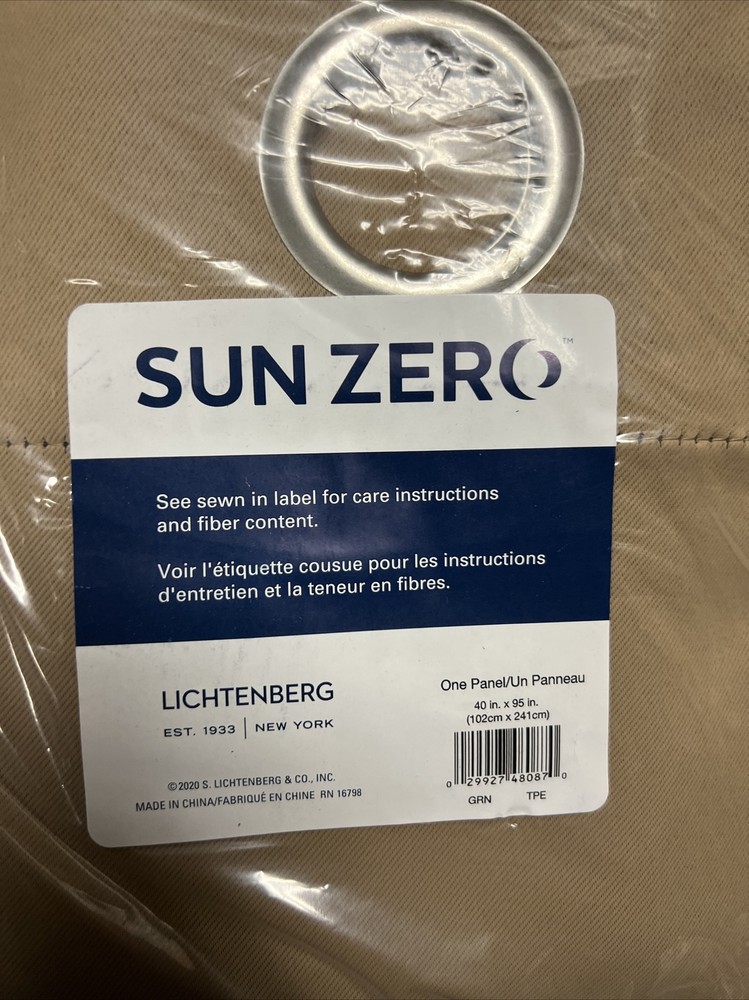 SUN ZERO™
See sewn in label for care instructions
and fiber content.
Voir l'étiquette cousue pour les instructions
d'entretien et la teneur en fibres.
LICHTENBERG
EST. 1933 | NEW YORK
©2020 S. LICHTENBERG & CO., INC.
MADE IN CHINA/FABRIQUÉ EN CHINE RN 16798
One Panel/Un Panneau
40 in. x 95 in.
(102cm x 241cm)
0 29927 48087 0
GRN TPE